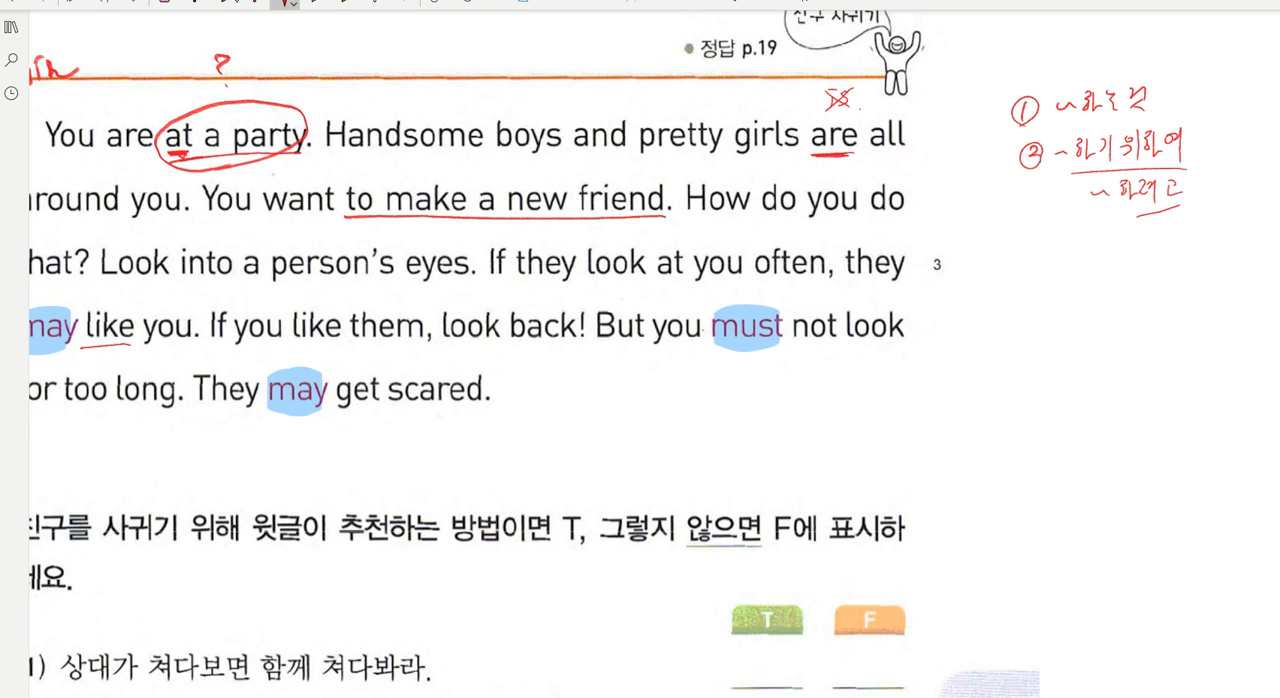 친구 사귀기
정답 p.19
?
You are at a party. Handsome boys and pretty girls are all
around you. You want to make a new friend. How do you do
hat? Look into a person's eyes. If they look at you often, they
3
may like you. If you like them, look back! But you must not look
or too long. They may get scared.
① ~하는 것
② ~하기 위하여
~하려고
친구를 사귀기 위해 윗글이 추천하는 방법이면 T, 그렇지 않으면 F에 표시하
세요.
T F
1) 상대가 쳐다보면 함께 쳐다봐라.